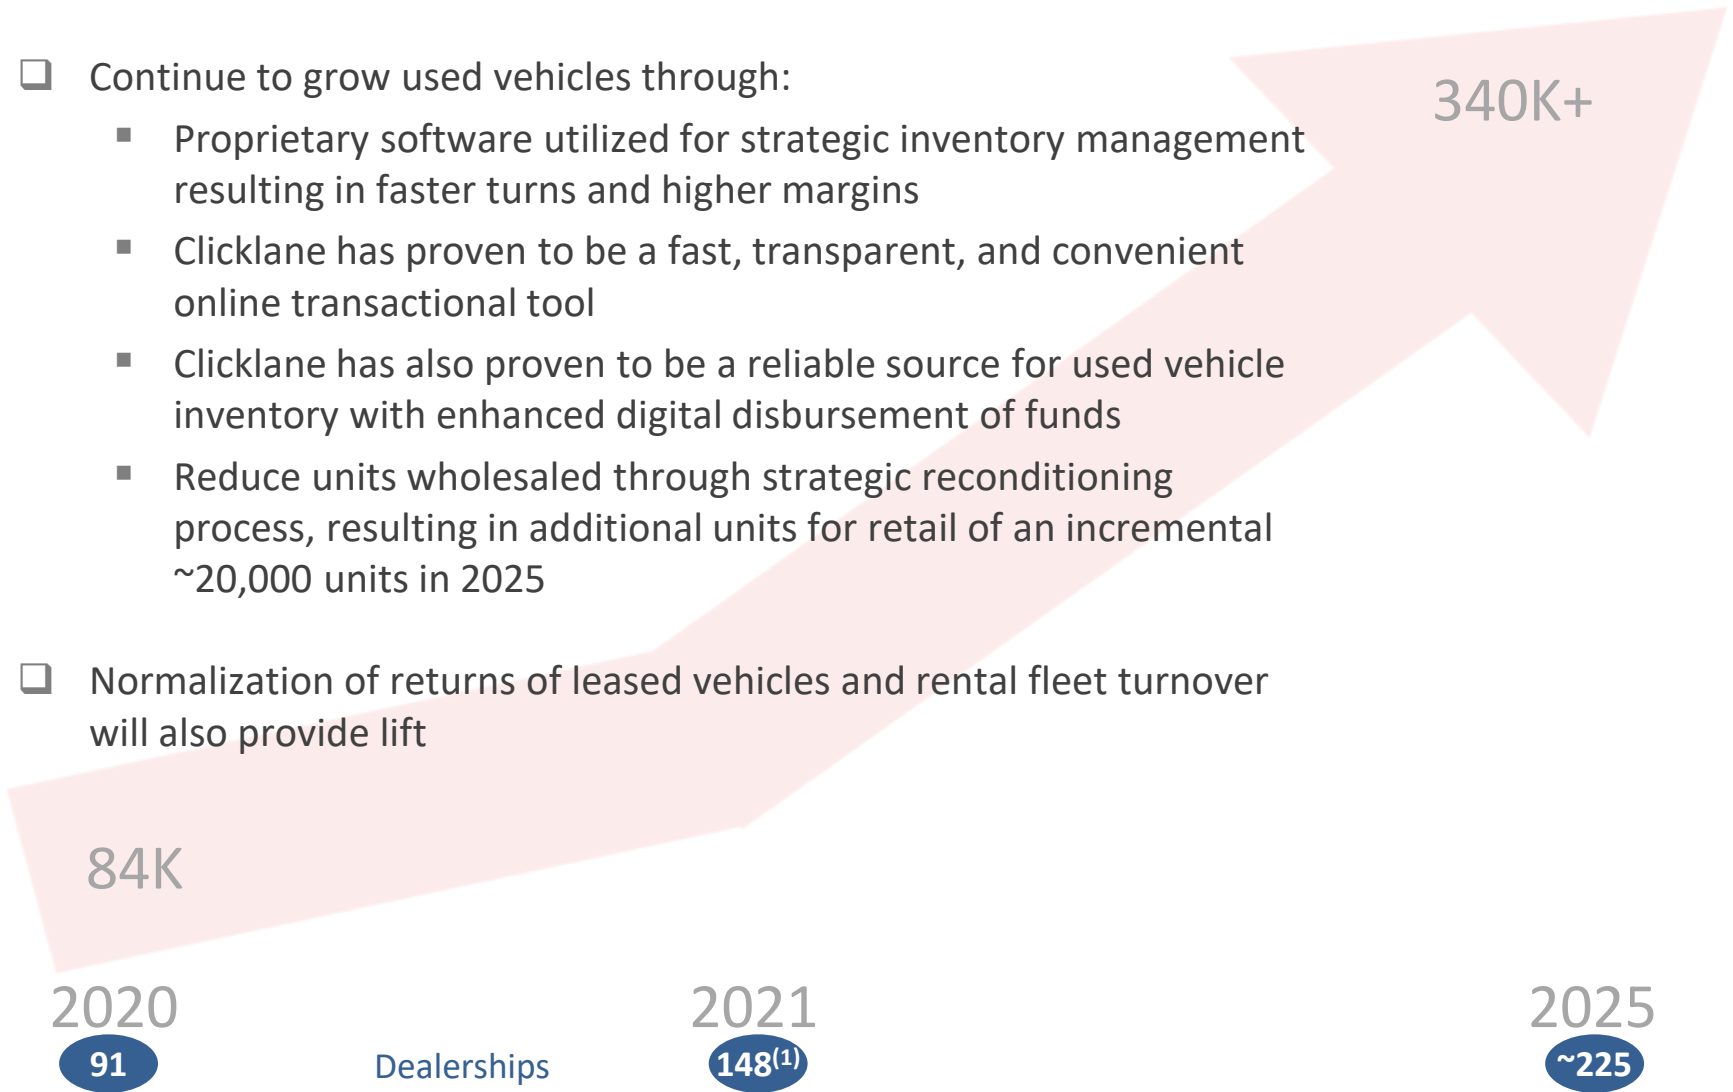 ❑ Continue to grow used vehicles through:
▪ Proprietary software utilized for strategic inventory management
resulting in faster turns and higher margins
▪ Clicklane has proven to be a fast, transparent, and convenient
online transactional tool
▪ Clicklane has also proven to be a reliable source for used vehicle
inventory with enhanced digital disbursement of funds
▪ Reduce units wholesaled through strategic reconditioning
process, resulting in additional units for retail of an incremental
~20,000 units in 2025
❑ Normalization of returns of leased vehicles and rental fleet turnover
will also provide lift
340K+
84K
2020 2021 2025
91 Dealerships 148(1) ~225